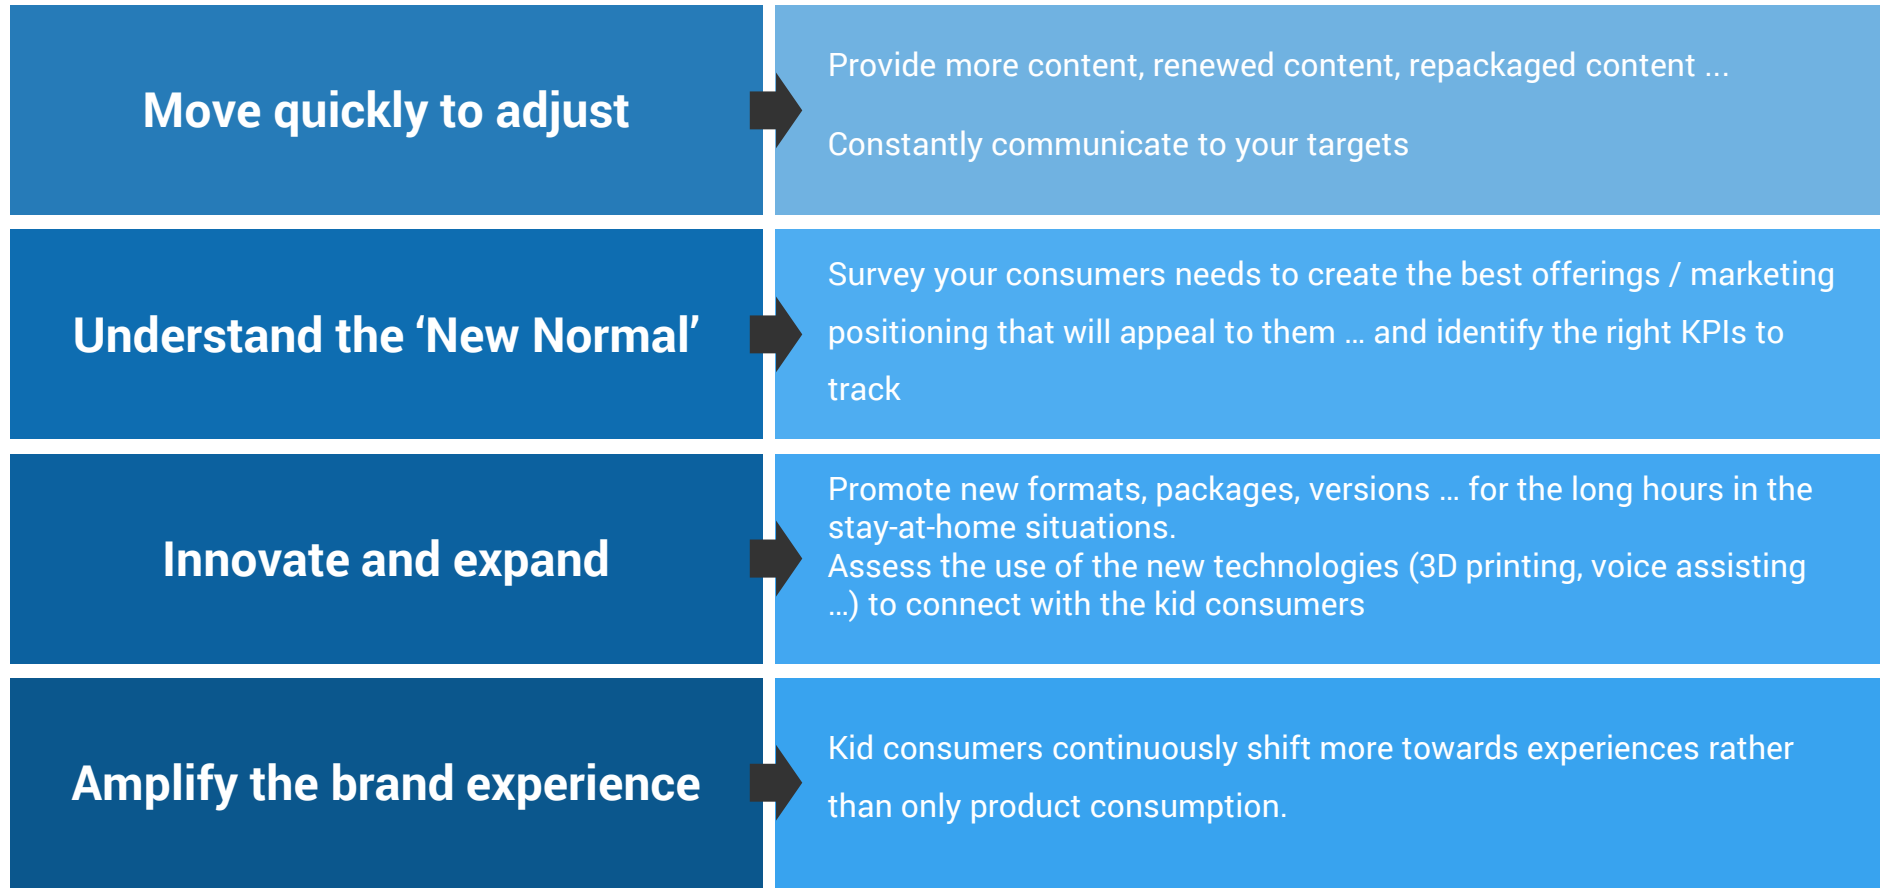 Move quickly to adjust
Provide more content, renewed content, repackaged content ...
Constantly communicate to your targets
Understand the ‘New Normal’
Survey your consumers needs to create the best offerings / marketing
positioning that will appeal to them ... and identify the right KPIs to
track
Innovate and expand
Promote new formats, packages, versions ... for the long hours in the
stay-at-home situations.
Assess the use of the new technologies (3D printing, voice assisting
...) to connect with the kid consumers
Amplify the brand experience
Kid consumers continuously shift more towards experiences rather
than only product consumption.